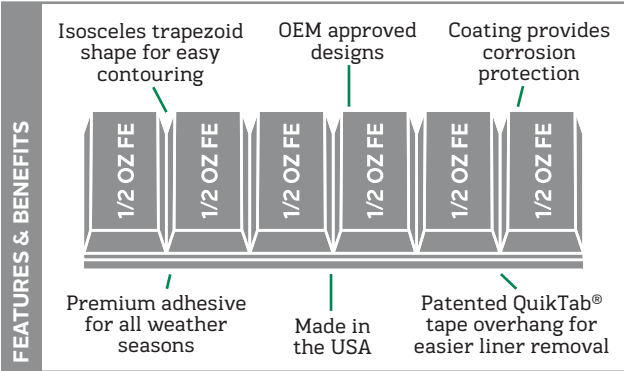 FEATURES & BENEFITS
Isosceles trapezoid
shape for easy
contouring
OEM approved
designs
Coating provides
corrosion
protection
1/2 OZ FE
1/2 OZ FE
1/2 OZ FE
1/2 OZ FE
1/2 OZ FE
1/2 OZ FE
Premium adhesive
for all weather
seasons
Made in
the USA
Patented QuikTab®
tape overhang for
easier liner removal